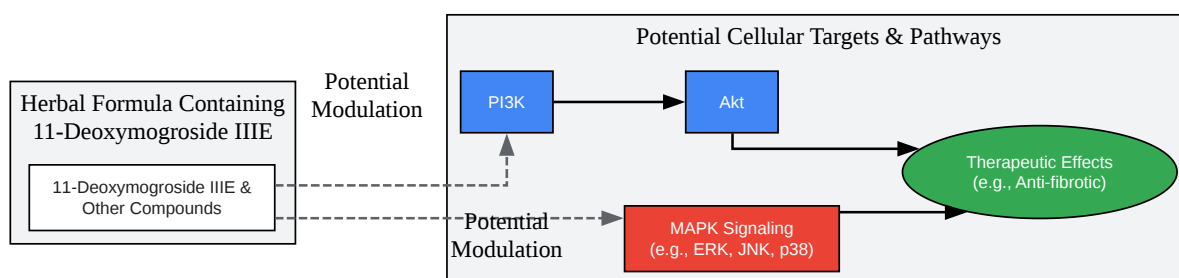 Herbal Formula Containing
11-Deoxymogroside IIIE
11-Deoxymogroside IIIE &
Other Compounds
Potential
Modulation
Potential
Modulation
Potential Cellular Targets & Pathways
PI3K
Akt
MAPK Signaling
(e.g., ERK, JNK, p38)
Therapeutic Effects
(e.g., Anti-fibrotic)